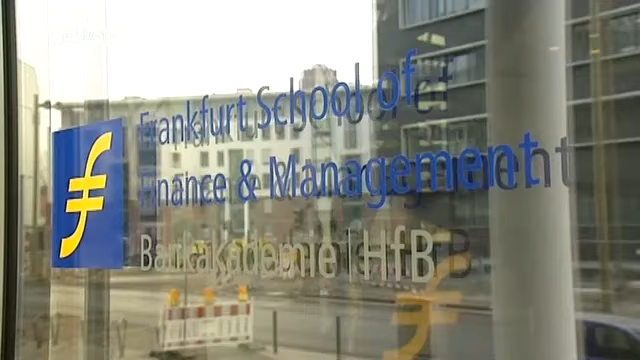 Frankfurt School of
Finance & Management
Bankakademie | HfB